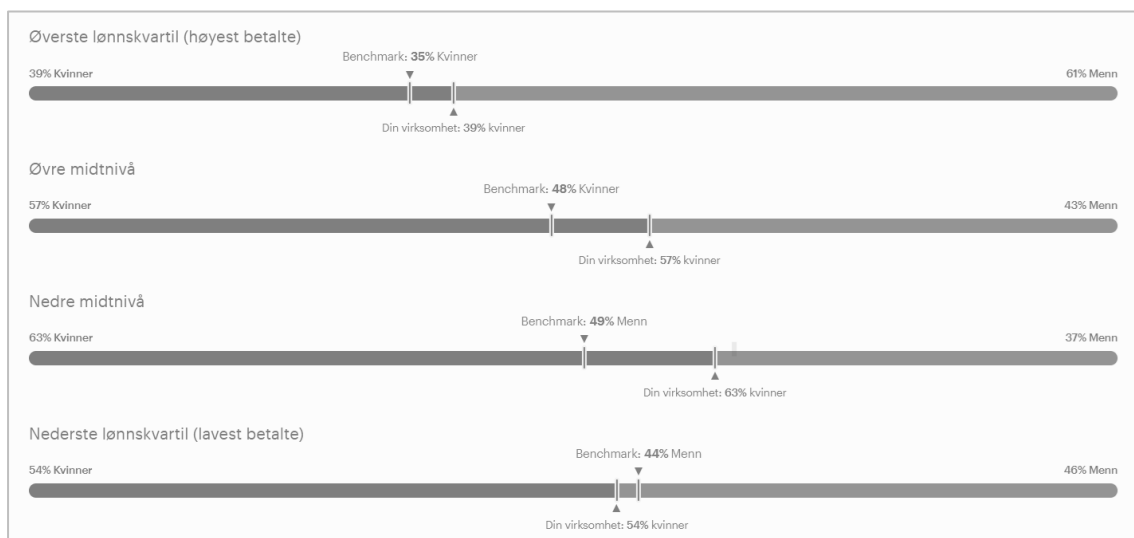 Øverste lønnskvartil (høyest betalte)
Benchmark: 35% Kvinner
39% Kvinner
61% Menn
Din virksomhet: 39% kvinner
Øvre midtnivå
Benchmark: 48% Kvinner
57% Kvinner
43% Menn
Din virksomhet: 57% kvinner
Nedre midtnivå
Benchmark: 49% Menn
63% Kvinner
37% Menn
Din virksomhet: 63% kvinner
Nederste lønnskvartil (lavest betalte)
Benchmark: 44% Menn
54% Kvinner
46% Menn
Din virksomhet: 54% kvinner